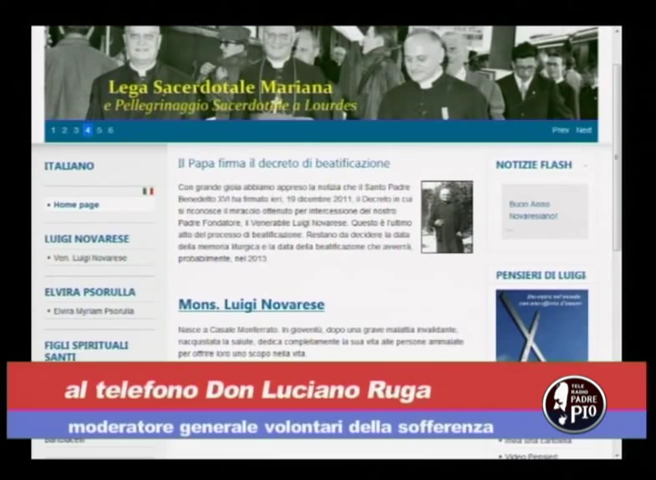 Lega Sacerdotale Mariana
e Pellegrinaggio Sacerdotale a Lourdes
1 2 3 4 5 6
Prev Next
ITALIANO
Home page
LUIGI NOVARESE
Ven. Luigi Novarese
ELVIRA PSORULLA
Elvira Myriam Psorulla
FIGLI SPIRITUALI
SANTI
Il Papa firma il decreto di beatificazione
Con grande gioia abbiamo appreso la notizia che il Santo Padre
Benedetto XVI ha firmato ieri, 19 dicembre 2011, il Decreto in cui
si riconosce il miracolo ottenuto per intercessione del nostro
Padre Fondatore, il Venerabile Luigi Novarese. Questo è l'ultimo
atto del processo di beatificazione. Restano da decidere la data
della memoria liturgica e la data della beatificazione che avverrà,
probabilmente, nel 2013.
Mons. Luigi Novarese
Nasce a Casale Monferrato. In gioventù, dopo una grave malattia invalidante,
riacquistata la salute, dedica completamente la sua vita alle persone ammalate
per offrire loro uno scopo nella vita.
NOTIZIE FLASH
Buon Anno
Novaresiano!
...
PENSIERI DI LUIGI
al telefono Don Luciano Ruga
moderatore generale volontari della sofferenza
TELE
RADIO
PADRE
PIO
Invia una cartolina
Video Pensieri